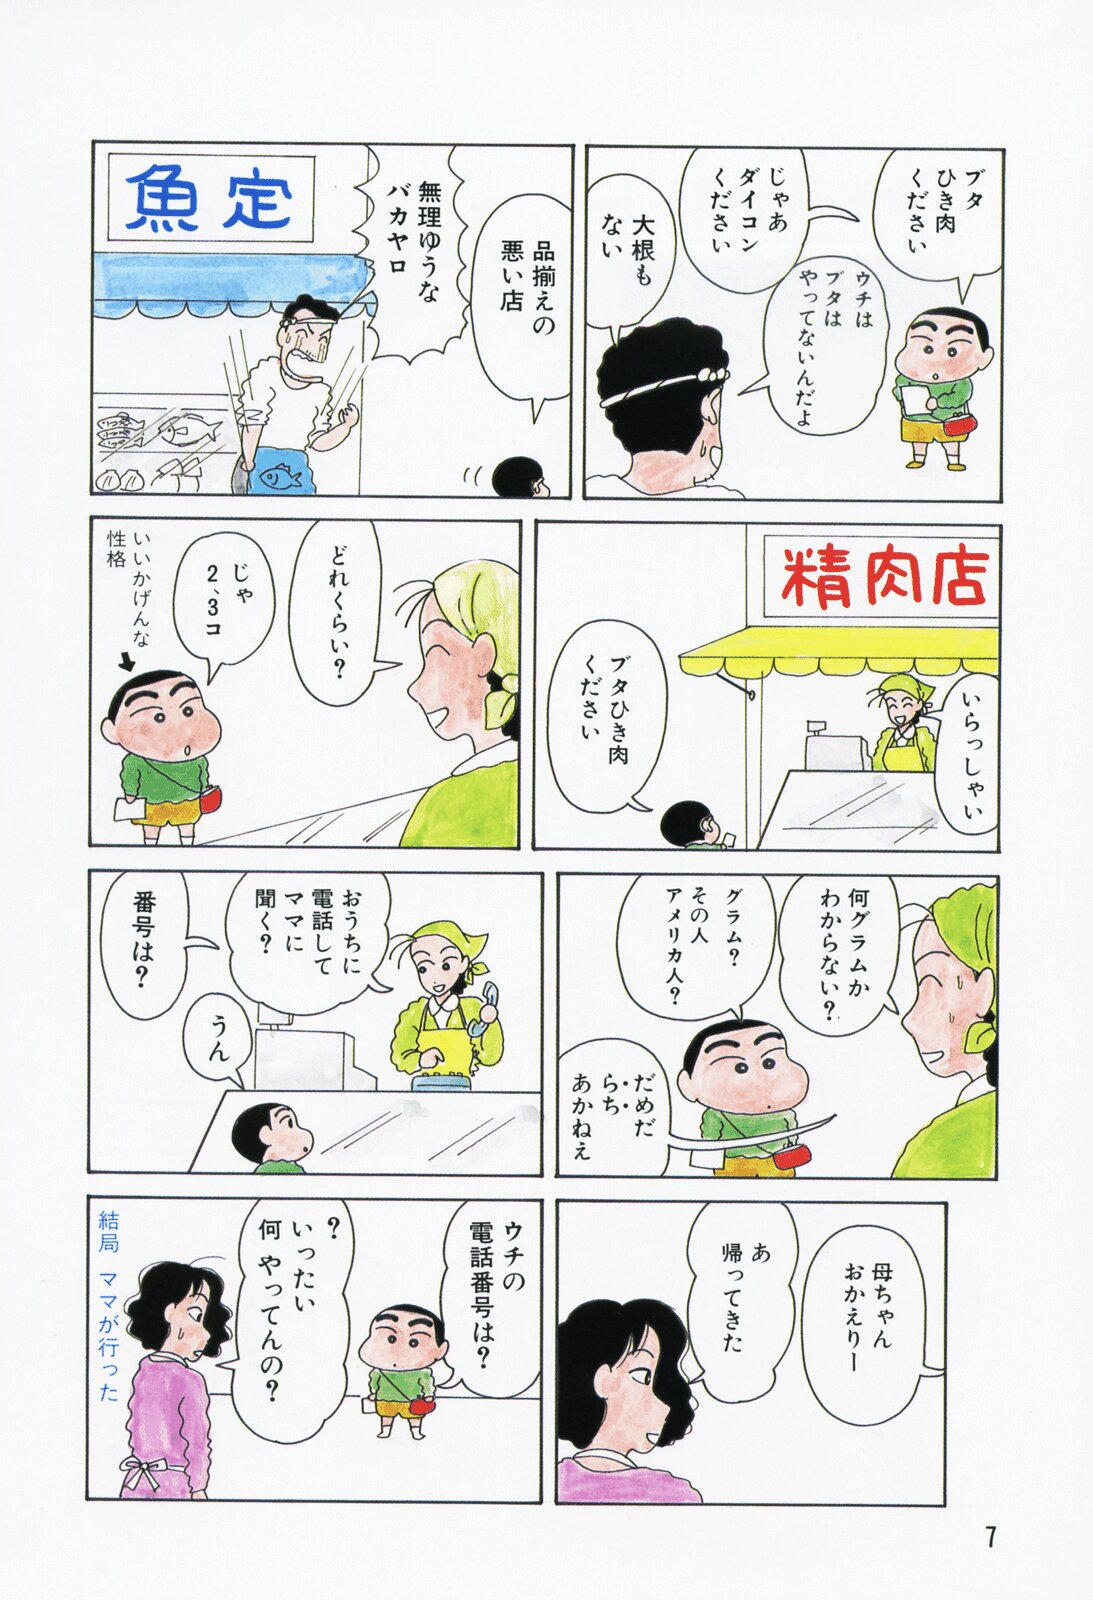 ブタ
ひき肉
ください
じゃあ
ダイコン
ください
ウチは
ブタは
やってないんだよ
大根も
ない
魚定
無理ゆうな
バカヤロ
品揃えの
悪い店
精肉店
いらっしゃい
ブタひき肉
ください
どれくらい?
じゃ
2、3コ
いいかげんな
性格
何グラムか
わからない?
グラム?
その人
アメリカ人?
だめだ
らち
あかねえ
おうちに
電話して
ママに
聞く?
うん
番号は?
母ちゃん
おかえりー
あ
帰ってきた
ウチの
電話番号は?
?
いったい
何 やってんの?
結局 ママが行った
7